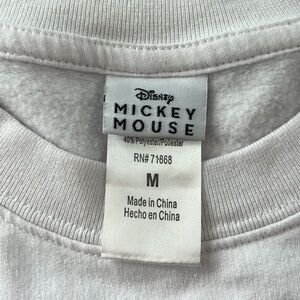 Disney
MICKEY
MOUSE
40% Polyester/Poliester
RN# 71868
M
Made in China
Hecho en China